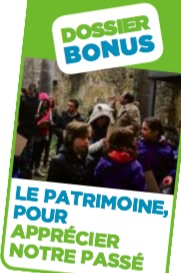 DOSSIER
BONUS
LE PATRIMOINE,
POUR
APPRÉCIER
NOTRE PASSÉ